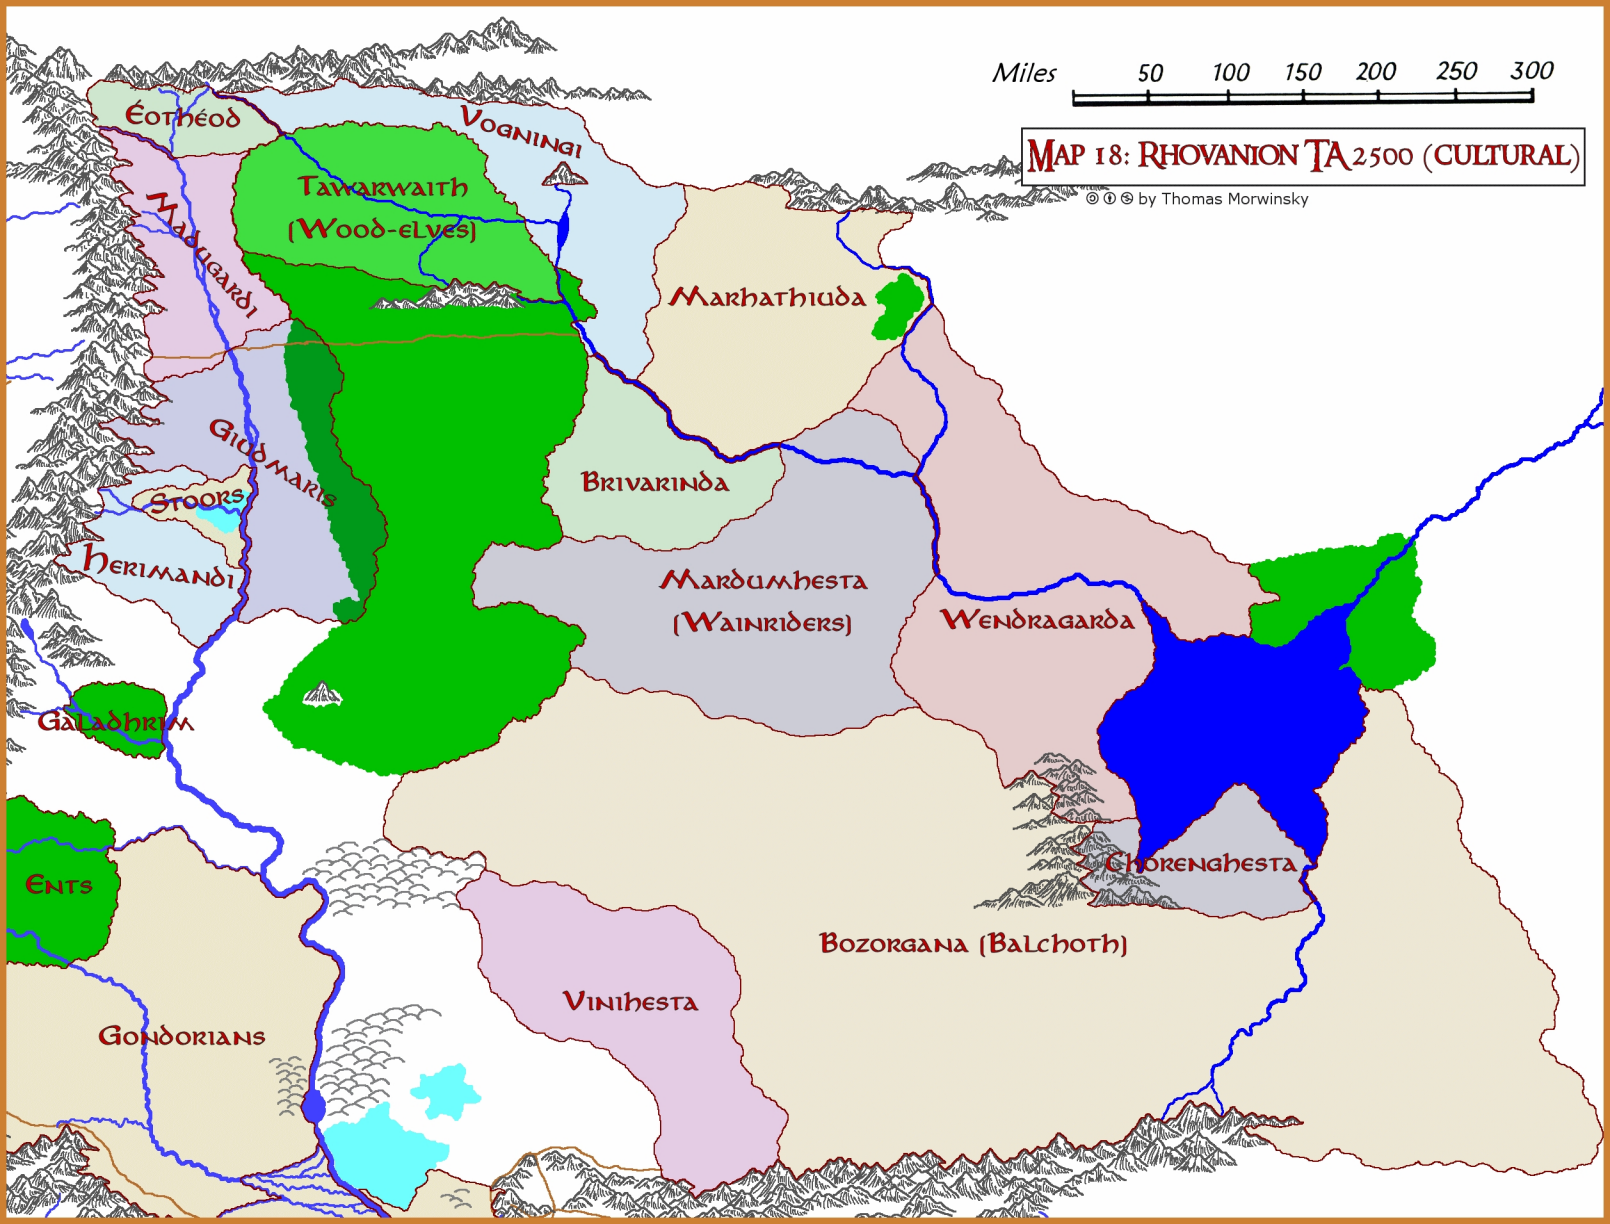 Miles 50 100 150 200 250 300
Map 18: Rhovanion TA 2500 (cultural)
by Thomas Morwinsky
Éothéod
Vogningi
Tawarwaith
(Wood-elves)
Madugardi
Marhathiuda
Giudmaris
Brivarinda
Stoors
Herimandi
Mardumhesta
(Wainriders)
Wendragarda
Galadhrim
Chorenghesta
Ents
Bozorgana (Balchoth)
Vinihesta
Gondorians